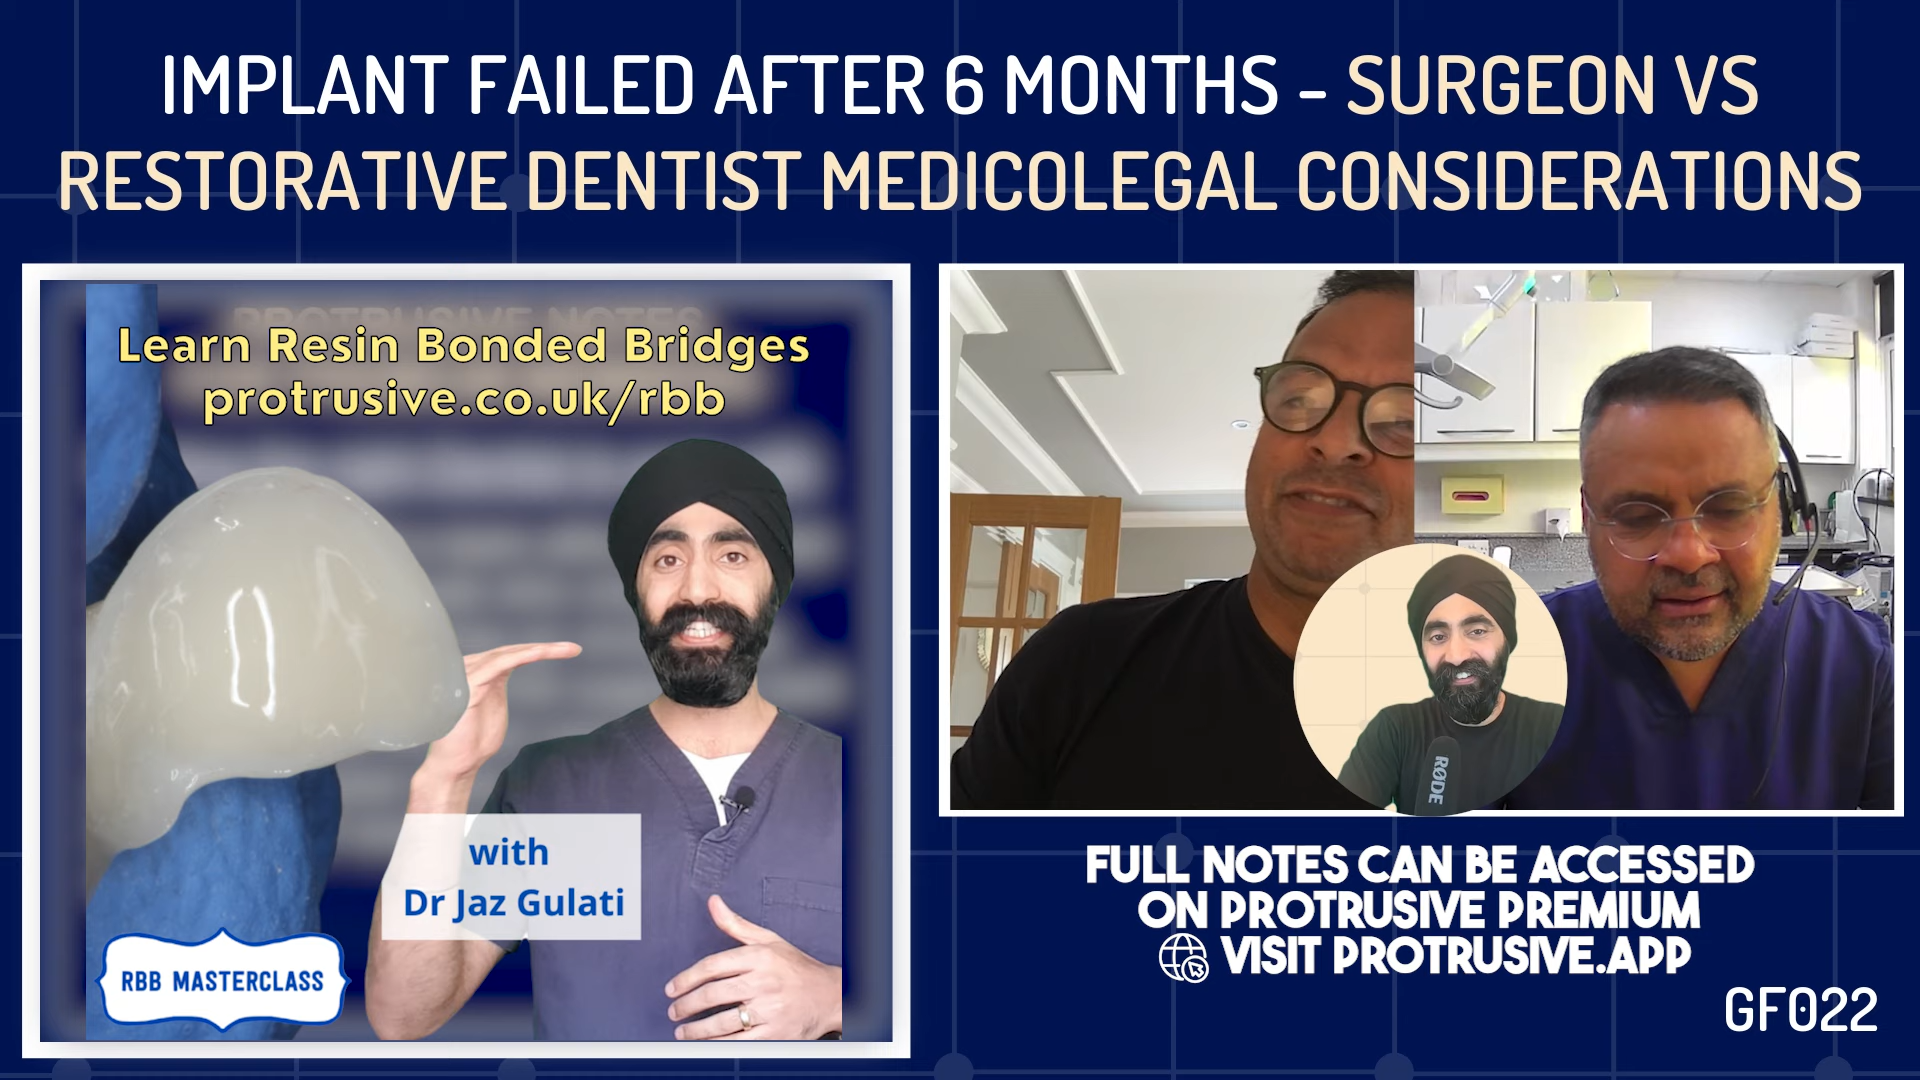 IMPLANT FAILED AFTER 6 MONTHS - SURGEON VS
RESTORATIVE DENTIST MEDICOLEGAL CONSIDERATIONS
PROTRUSIVE NOTES
Learn Resin Bonded Bridges
protrusive.co.uk/rbb
with
Dr Jaz Gulati
RBB MASTERCLASS
RØDE
FULL NOTES CAN BE ACCESSED
ON PROTRUSIVE PREMIUM
VISIT PROTRUSIVE.APP
GF022